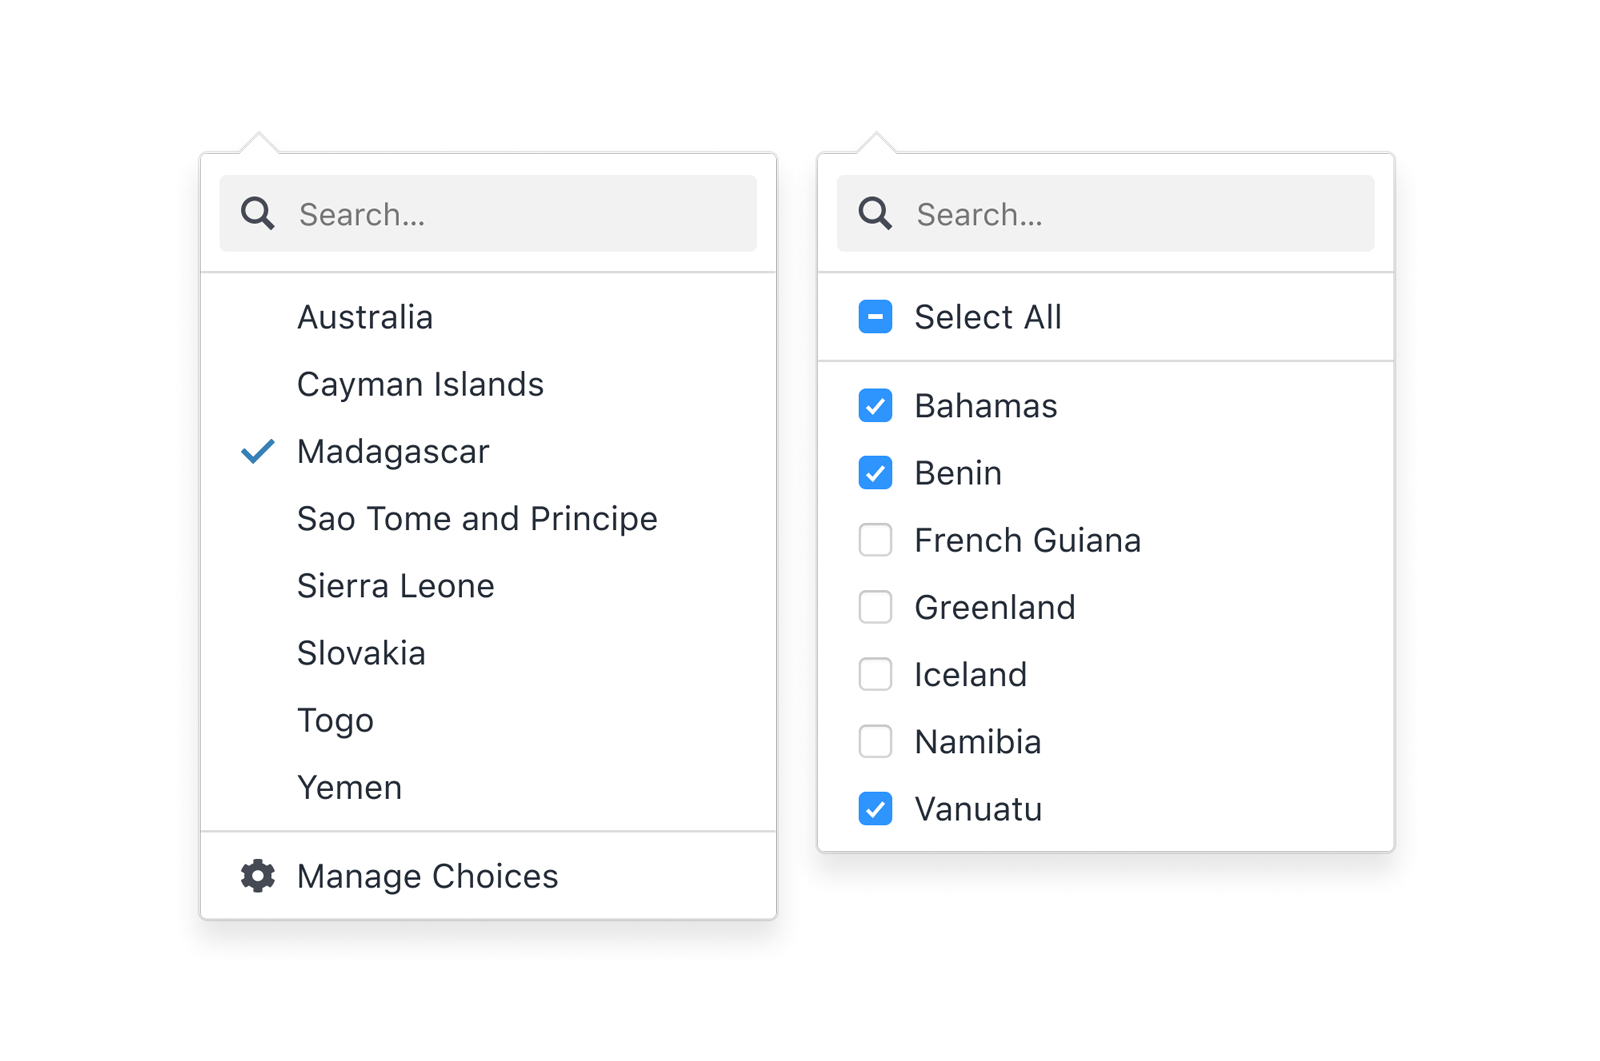 Search...
Australia
Cayman Islands
Madagascar
Sao Tome and Principe
Sierra Leone
Slovakia
Togo
Yemen
Manage Choices
Search...
Select All
Bahamas
Benin
French Guiana
Greenland
Iceland
Namibia
Vanuatu